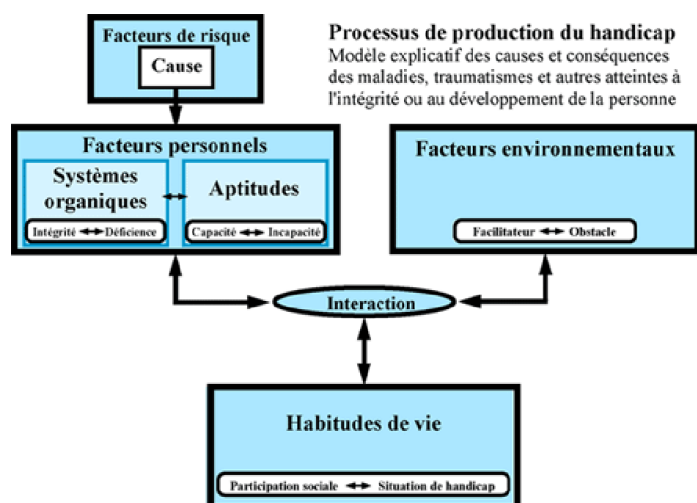 Facteurs de risque
Cause
Processus de production du handicap
Modèle explicatif des causes et conséquences
des maladies, traumatismes et autres atteintes à
l'intégrité ou au développement de la personne
Facteurs personnels
Systèmes
organiques
Intégrité Déficience
Aptitudes
Capacité Incapacité
Facteurs environnementaux
Facilitateur Obstacle
Interaction
Habitudes de vie
Participation sociale Situation de handicap